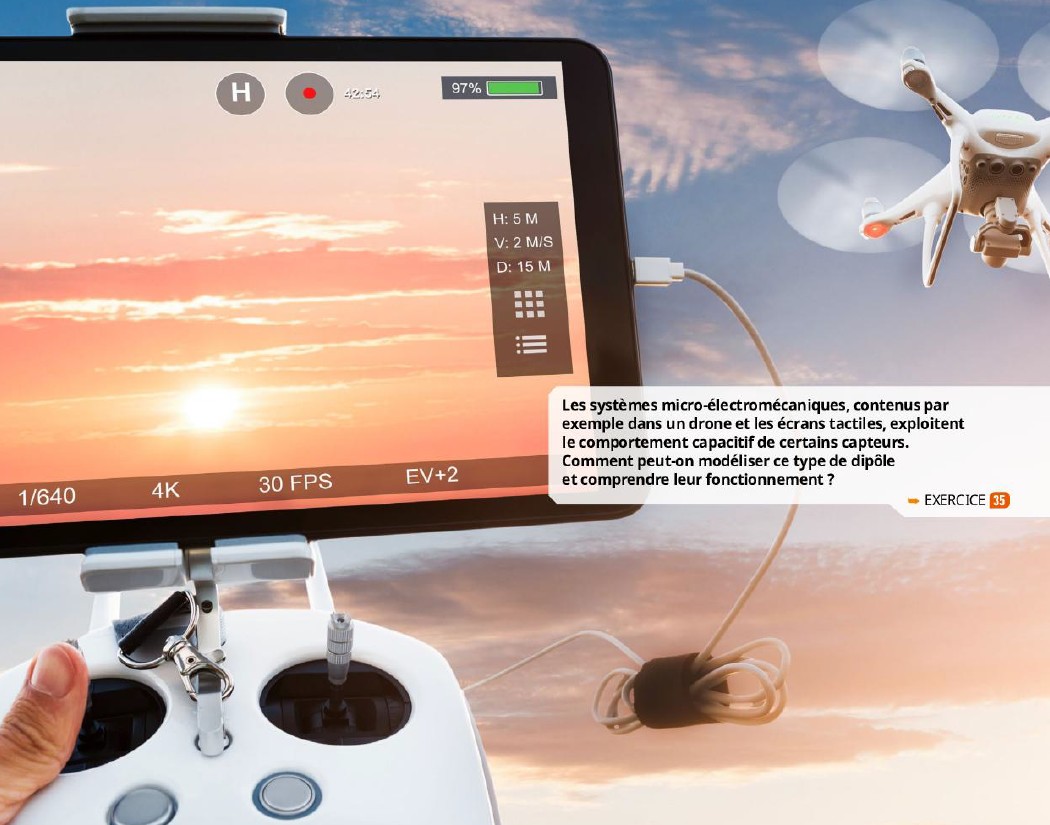 H
42:54
97%
H: 5 M
V: 2 M/S
D: 15 M
Les systèmes micro-électromécaniques, contenus par
exemple dans un drone et les écrans tactiles, exploitent
le comportement capacitif de certains capteurs.
Comment peut-on modéliser ce type de dipôle
et comprendre leur fonctionnement ?
➨ EXERCICE 35
1/640
4K
30 FPS
EV+2